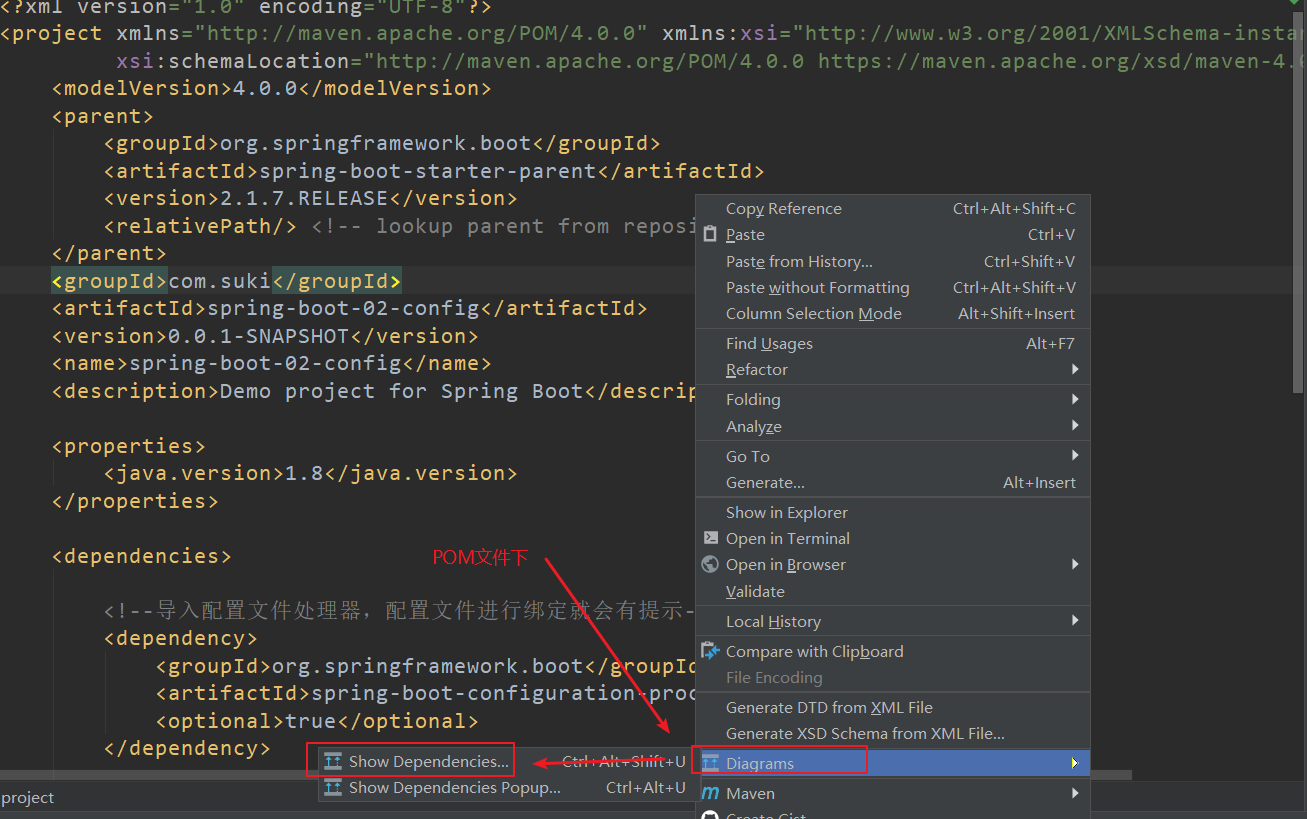 <?xml version="1.0" encoding="UTF-8"?>
<project xmlns="http://maven.apache.org/POM/4.0.0" xmlns:xsi="http://www.w3.org/2001/XMLSchema-instan
xsi:schemaLocation="http://maven.apache.org/POM/4.0.0 https://maven.apache.org/xsd/maven-4.0
<modelVersion>4.0.0</modelVersion>
<parent>
<groupId>org.springframework.boot</groupId>
<artifactId>spring-boot-starter-parent</artifactId>
<version>2.1.7.RELEASE</version>
<relativePath/> <!-- lookup parent from reposi
</parent>
<groupId>com.suki</groupId>
<artifactId>spring-boot-02-config</artifactId>
<version>0.0.1-SNAPSHOT</version>
<name>spring-boot-02-config</name>
<description>Demo project for Spring Boot</descrip
<properties>
<java.version>1.8</java.version>
</properties>
<dependencies>
POM文件下
<!--导入配置文件处理器，配置文件进行绑定就会有提示-
<dependency>
<groupId>org.springframework.boot</groupId
<artifactId>spring-boot-configuration-proc
<optional>true</optional>
</dependency>
project
Copy Reference Ctrl+Alt+Shift+C
Paste Ctrl+V
Paste from History... Ctrl+Shift+V
Paste without Formatting Ctrl+Alt+Shift+V
Column Selection Mode Alt+Shift+Insert
Find Usages Alt+F7
Refactor
Folding
Analyze
Go To
Generate... Alt+Insert
Show in Explorer
Open in Terminal
Open in Browser
Validate
Local History
Compare with Clipboard
File Encoding
Generate DTD from XML File
Generate XSD Schema from XML File...
Diagrams
Show Dependencies... Ctrl+Alt+Shift+U
Show Dependencies Popup... Ctrl+Alt+U
Maven
Create Gist